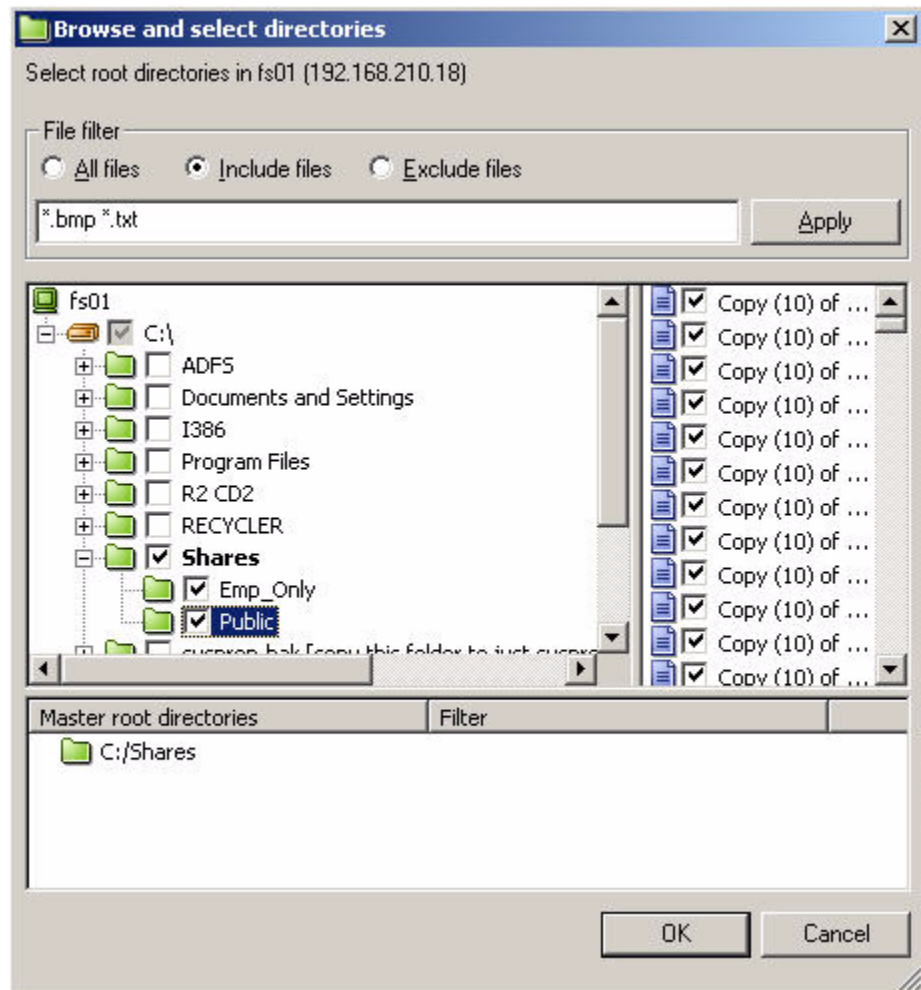 Browse and select directories
Select root directories in fs01 (192.168.210.18)
File filter
All files Include files Exclude files
*.bmp *.txt Apply
fs01
C:\
ADFS
Documents and Settings
I386
Program Files
R2 CD2
RECYCLER
Shares
Emp_Only
Public
Copy (10) of ...
Copy (10) of ...
Copy (10) of ...
Copy (10) of ...
Copy (10) of ...
Copy (10) of ...
Copy (10) of ...
Copy (10) of ...
Copy (10) of ...
Copy (10) of ...
Copy (10) of ...
Copy (10) of ...
Master root directories Filter
C:/Shares
OK Cancel